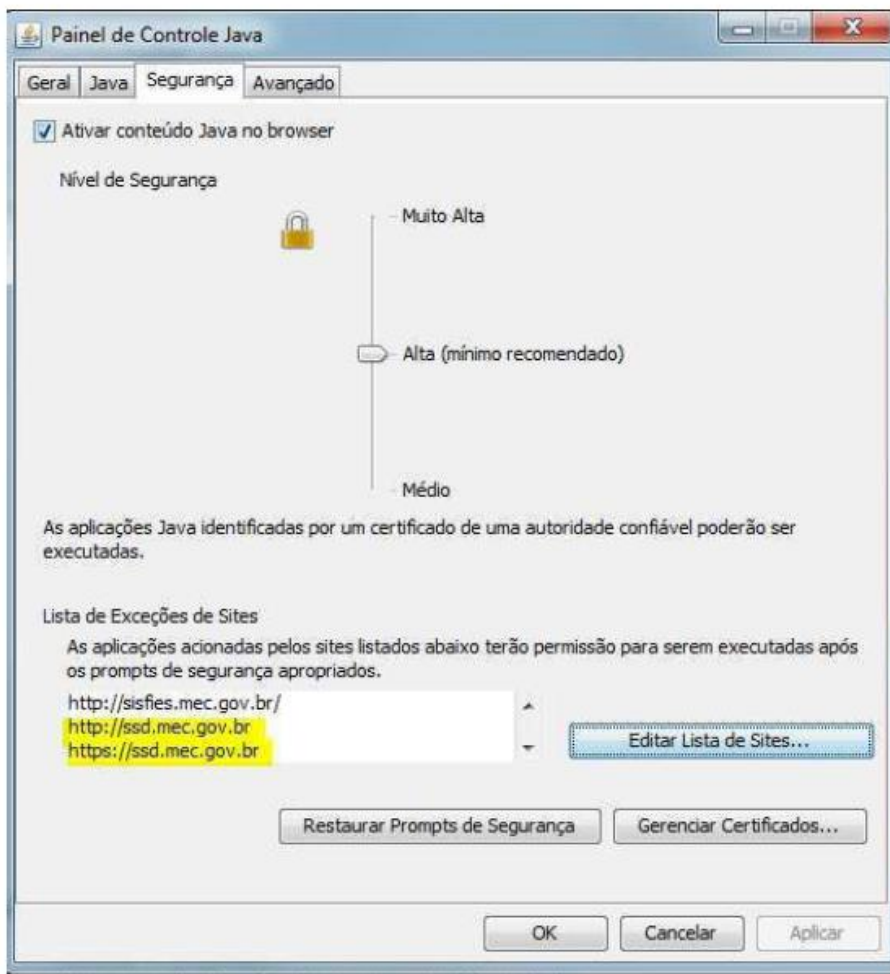 Painel de Controle Java
Geral Java Segurança Avançado
Ativar conteúdo Java no browser
Nível de Segurança
Muito Alta
Alta (mínimo recomendado)
Médio
As aplicações Java identificadas por um certificado de uma autoridade confiável poderão ser
executadas.
Lista de Exceções de Sites
As aplicações acionadas pelos sites listados abaixo terão permissão para serem executadas após
os prompts de segurança apropriados.
http://sisfies.mec.gov.br/
http://ssd.mec.gov.br
https://ssd.mec.gov.br
Editar Lista de Sites...
Restaurar Prompts de Segurança Gerenciar Certificados...
OK Cancelar Aplicar